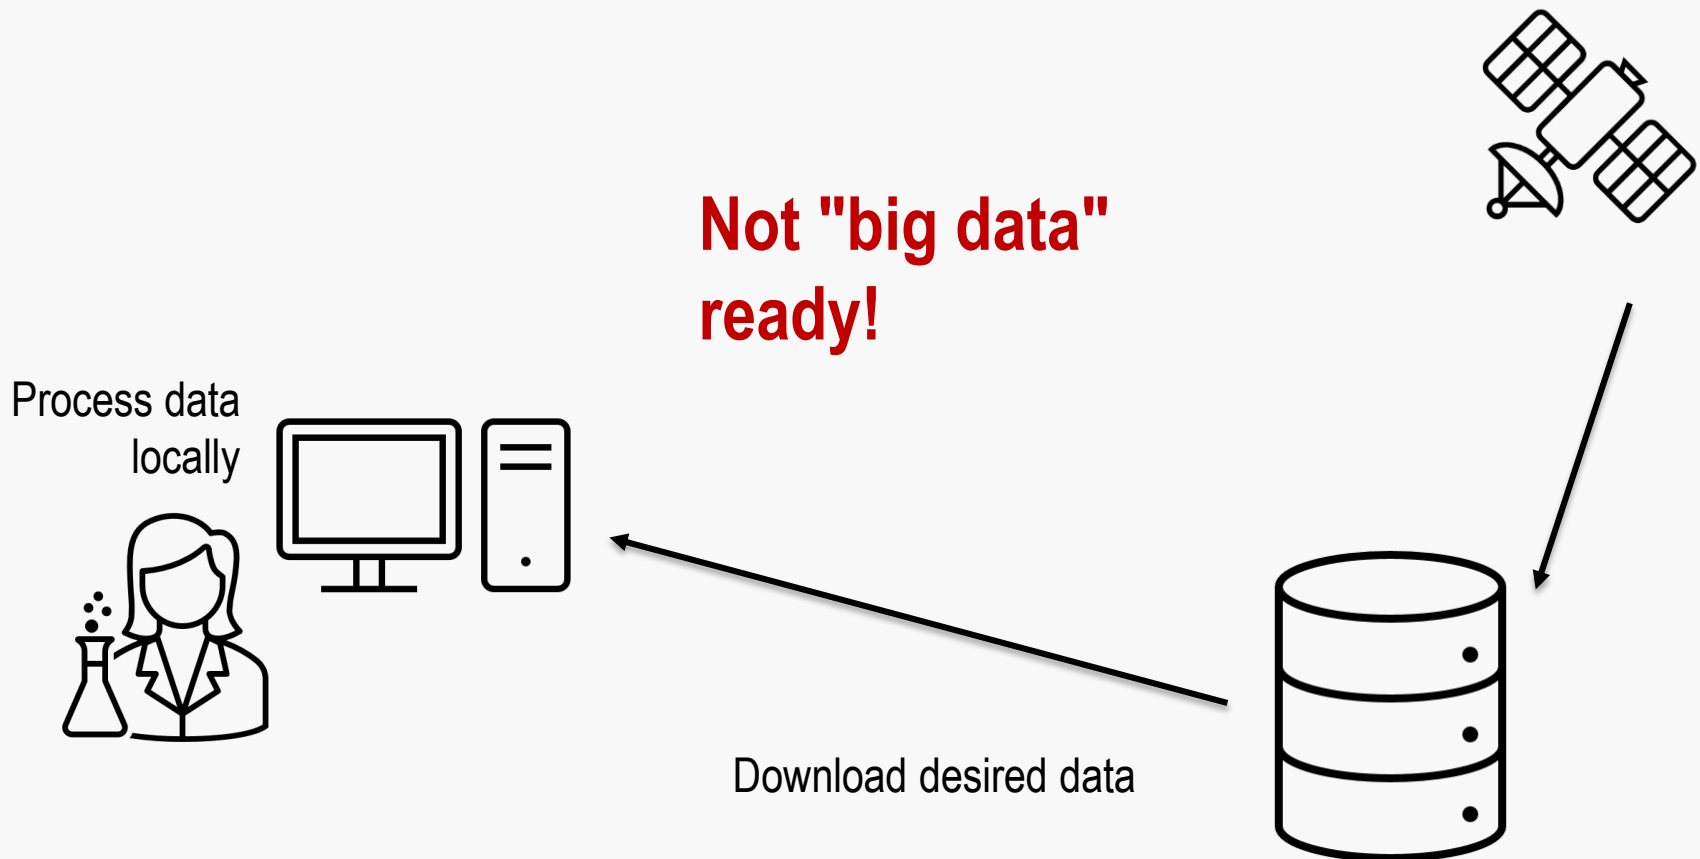 Not "big data"
ready!
Process data
locally
Download desired data